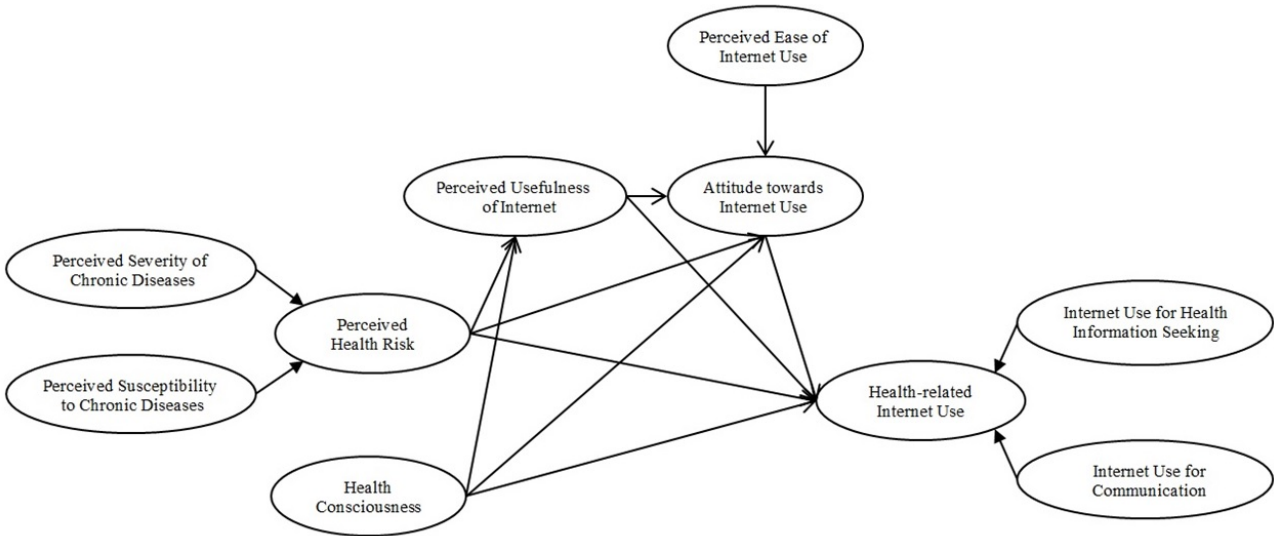 Perceived Ease of
Internet Use
Perceived Usefulness
of Internet
Attitude towards
Internet Use
Perceived Severity of
Chronic Diseases
Perceived
Health Risk
Perceived Susceptibility
to Chronic Diseases
Health
Consciousness
Internet Use for Health
Information Seeking
Health-related
Internet Use
Internet Use for
Communication